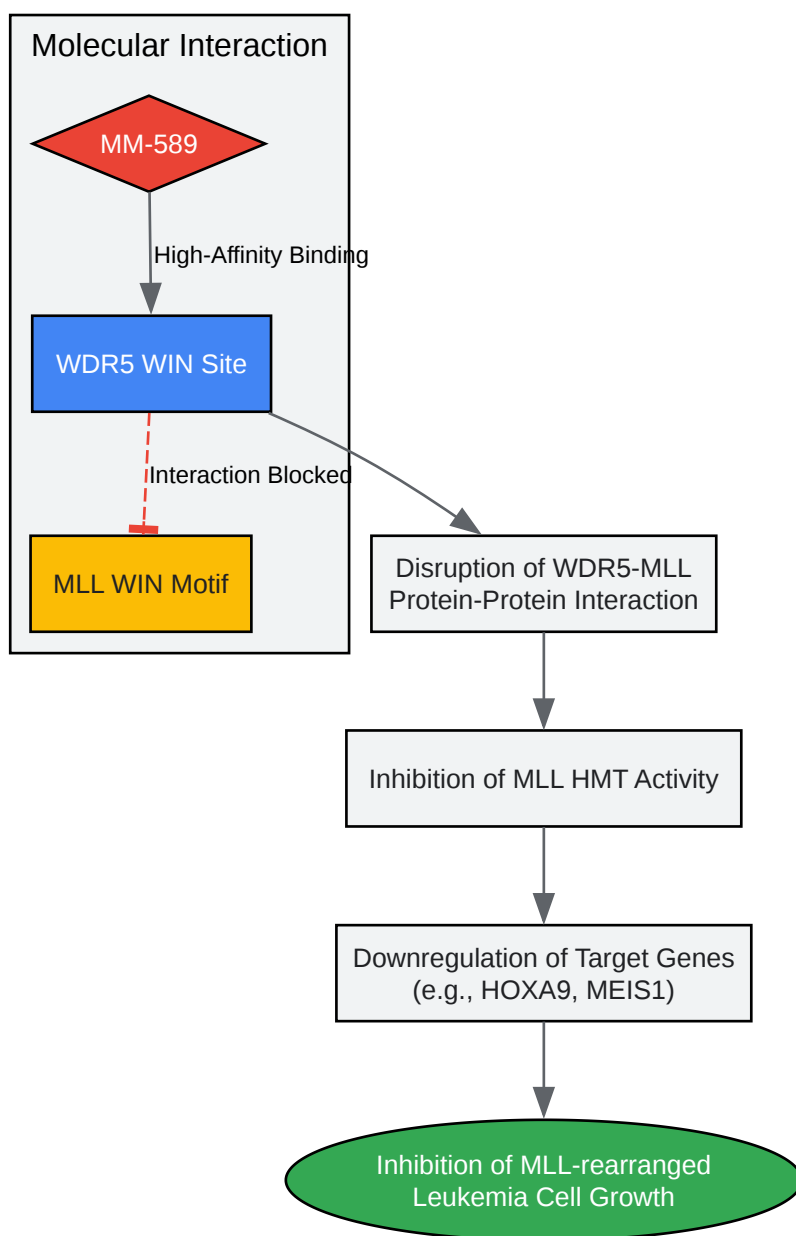 Molecular Interaction
MM-589
High-Affinity Binding
WDR5 WIN Site
Interaction Blocked
MLL WIN Motif
Disruption of WDR5-MLL
Protein-Protein Interaction
Inhibition of MLL HMT Activity
Downregulation of Target Genes
(e.g., HOXA9, MEIS1)
Inhibition of MLL-rearranged
Leukemia Cell Growth